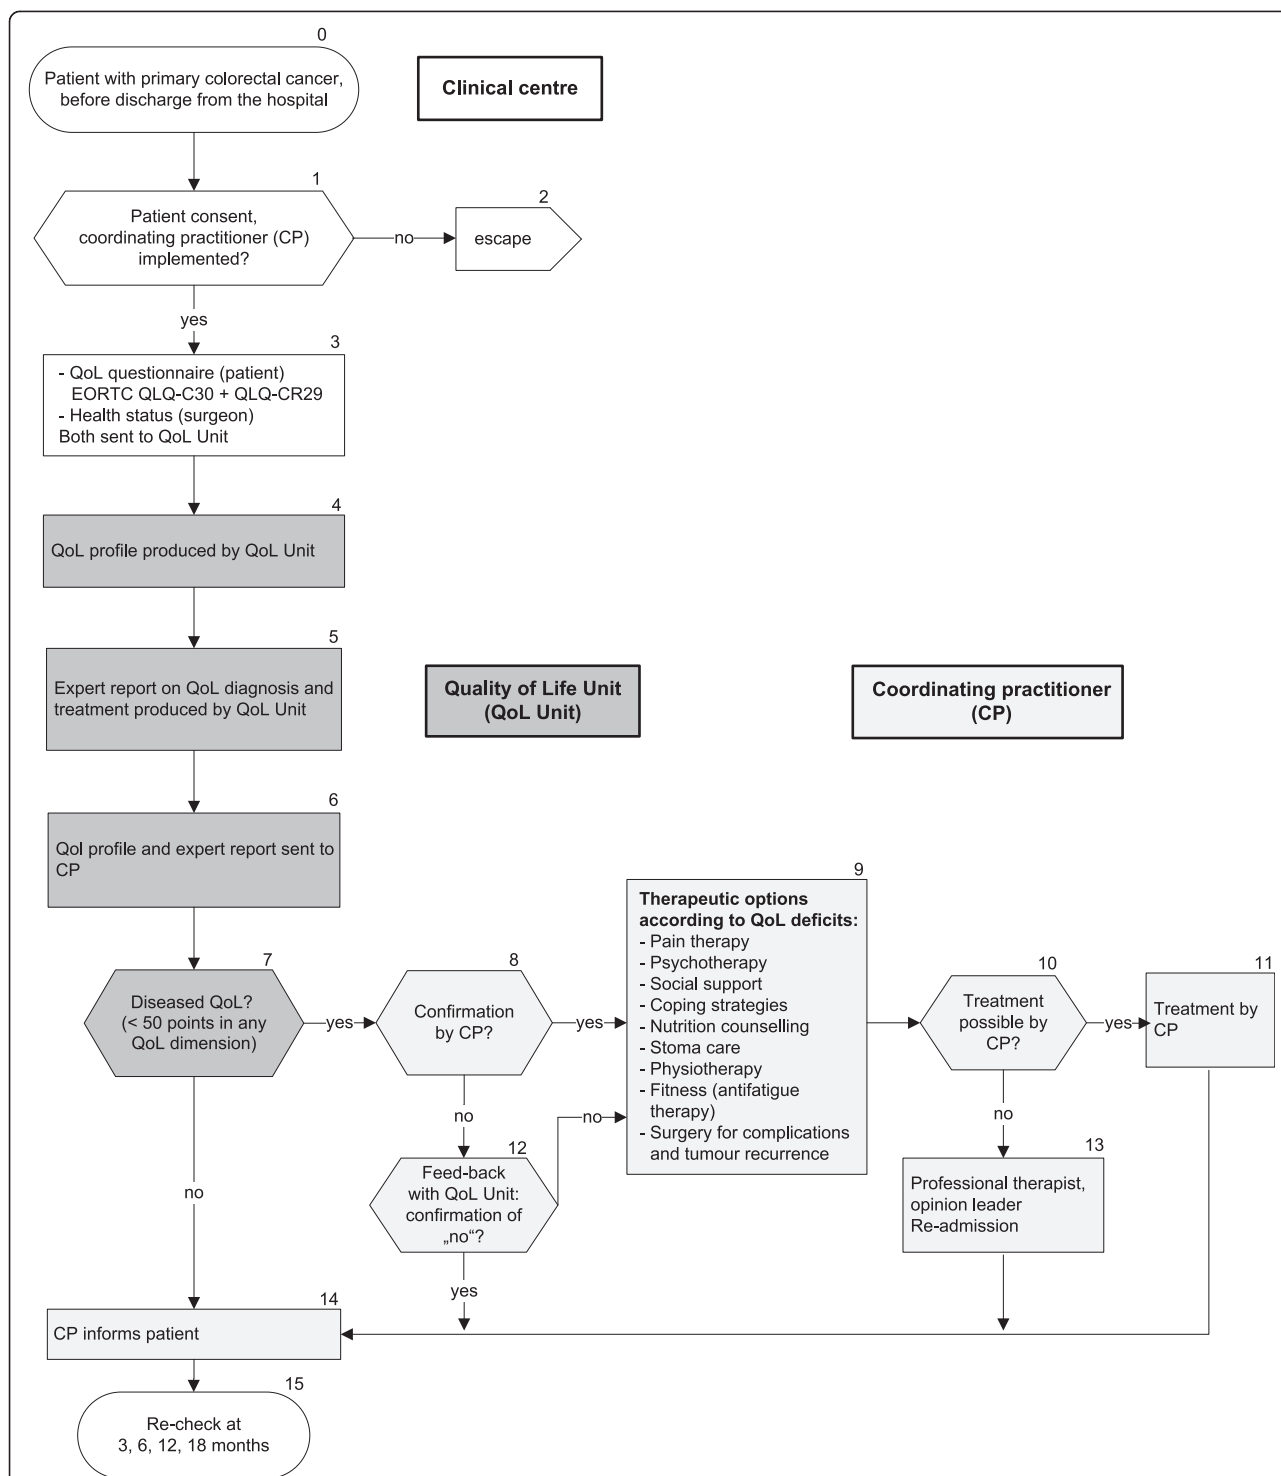 0
Patient with primary colorectal cancer,
before discharge from the hospital
Clinical centre
1
Patient consent,
coordinating practitioner (CP)
implemented?
no
2
escape
yes
3
- QoL questionnaire (patient)
EORTC QLQ-C30 + QLQ-CR29
- Health status (surgeon)
Both sent to QoL Unit
4
QoL profile produced by QoL Unit
5
Expert report on QoL diagnosis and
treatment produced by QoL Unit
Quality of Life Unit
(QoL Unit)
Coordinating practitioner
(CP)
6
Qol profile and expert report sent to
CP
7
Diseased QoL?
(< 50 points in any
QoL dimension)
yes
8
Confirmation
by CP?
yes
9
Therapeutic options
according to QoL deficits:
- Pain therapy
- Psychotherapy
- Social support
- Coping strategies
- Nutrition counselling
- Stoma care
- Physiotherapy
- Fitness (antifatigue
therapy)
- Surgery for complications
and tumour recurrence
10
Treatment
possible by
CP?
yes
11
Treatment by
CP
no
no
no
12
Feed-back
with QoL Unit:
confirmation of
„no“?
13
Professional therapist,
opinion leader
Re-admission
no
yes
14
CP informs patient
15
Re-check at
3, 6, 12, 18 months